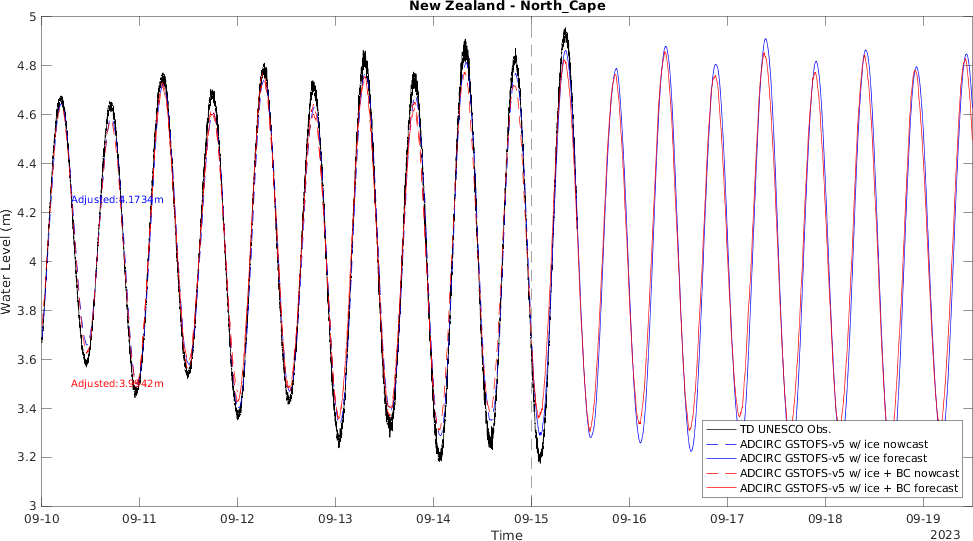 New Zealand - North_Cape
Water Level (m)
5
4.8
4.6
4.4
4.2
4
3.8
3.6
3.4
3.2
3
Adjusted:4.1734m
TD UNESCO Obs.
ADCIRC GSTOFS-v5 w/ ice nowcast
ADCIRC GSTOFS-v5 w/ ice forecast
ADCIRC GSTOFS-v5 w/ ice + BC nowcast
ADCIRC GSTOFS-v5 w/ ice + BC forecast
09-10 09-11 09-12 09-13 09-14 09-15 09-16 09-17 09-18 09-19
Time
2023